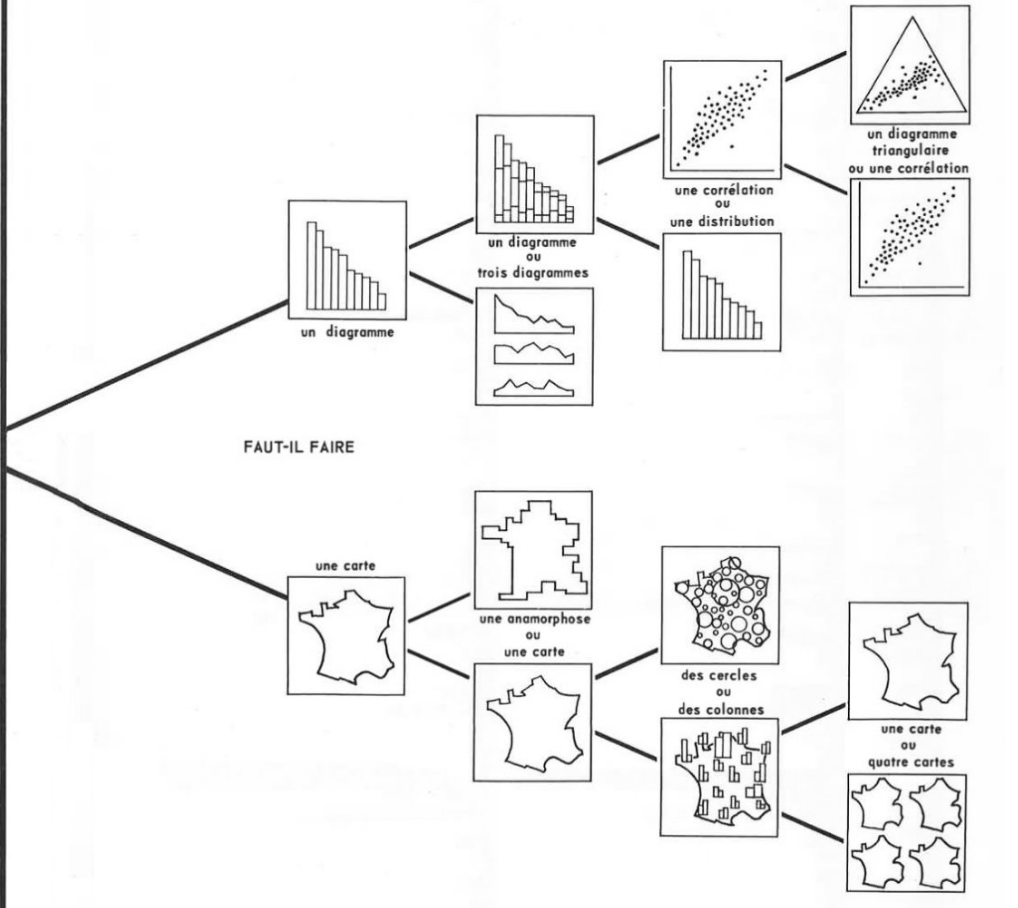 un diagramme
triangulaire
ou une corrélation
une corrélation
ou
une distribution
un diagramme
ou
trois diagrammes
un diagramme
FAUT-IL FAIRE
une carte
une anamorphose
ou
une carte
des cercles
ou
des colonnes
une carte
ou
quatre cartes